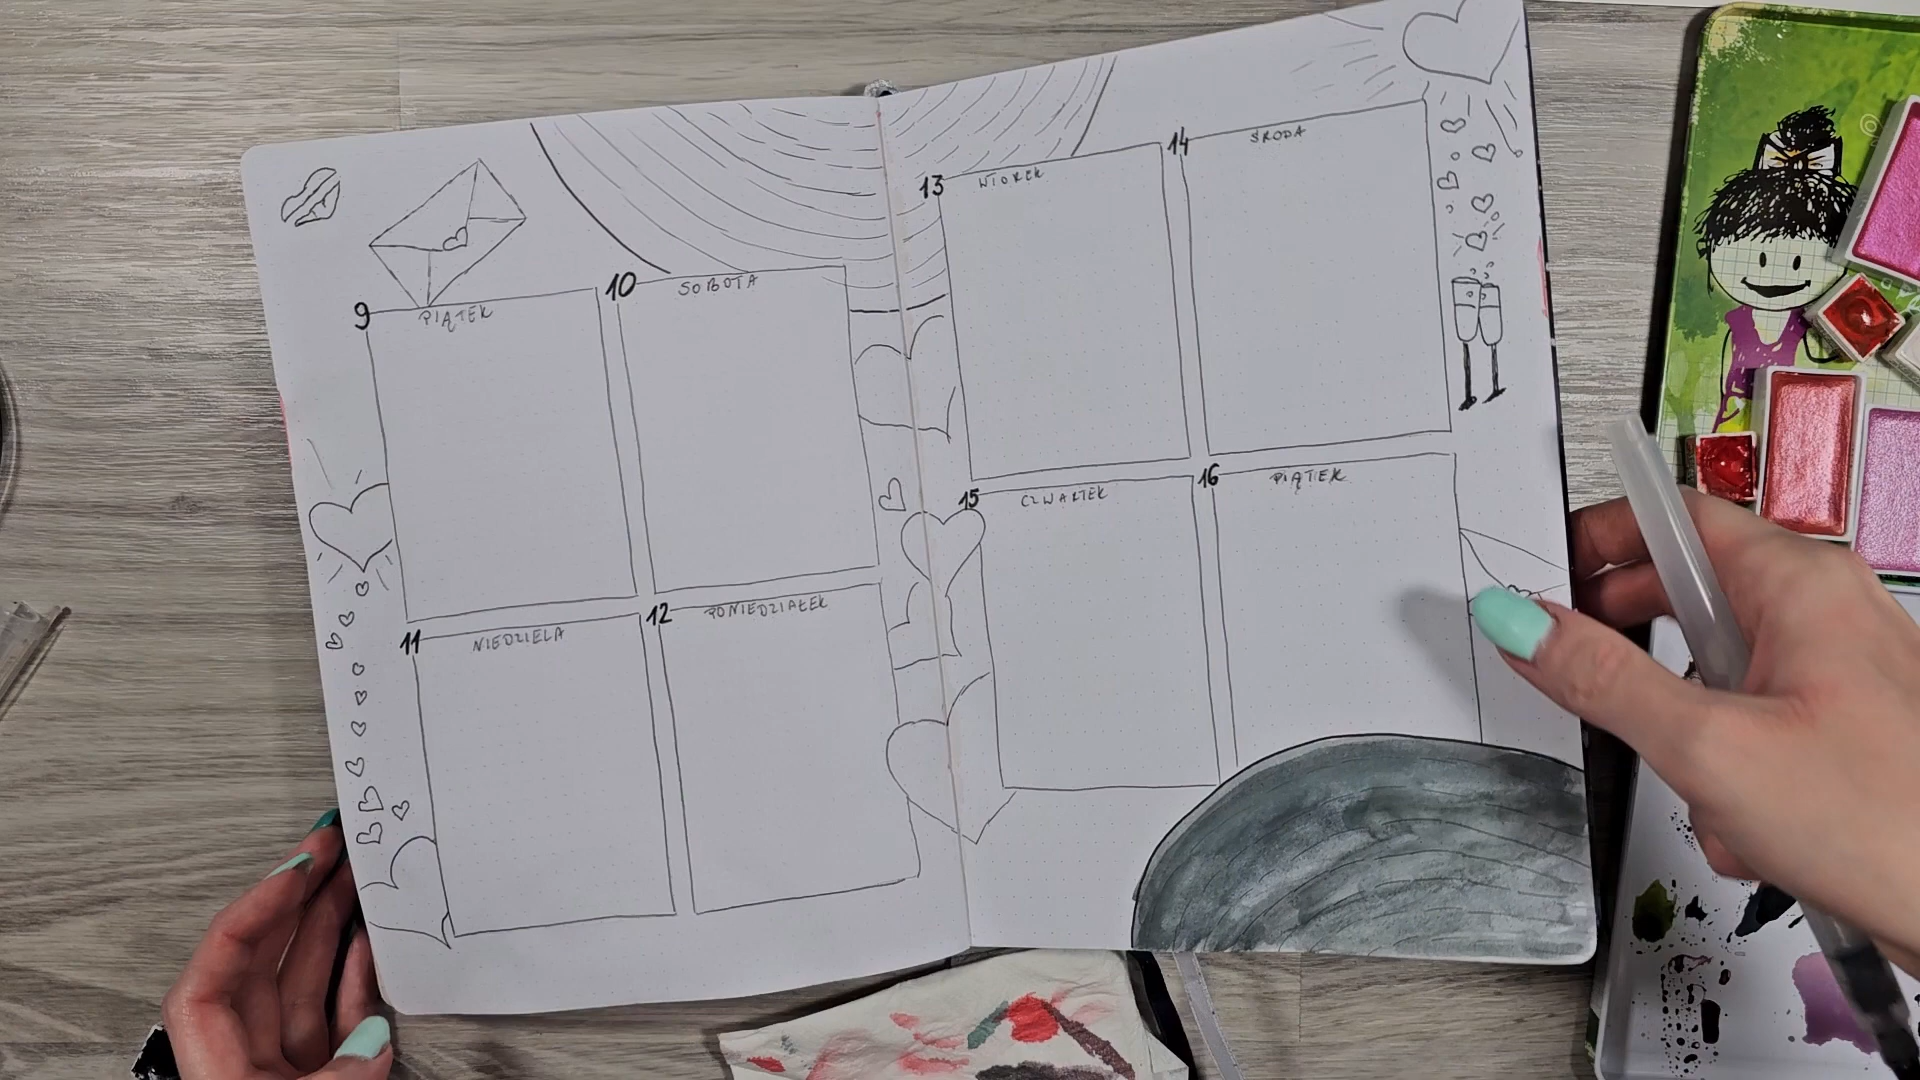 9 PIĄTEK
10 SOBOTA
11 NIEDZIELA
12 PONIEDZIAŁEK
13 WTOREK
14 ŚRODA
15 CZWARTEK
16 PIĄTEK